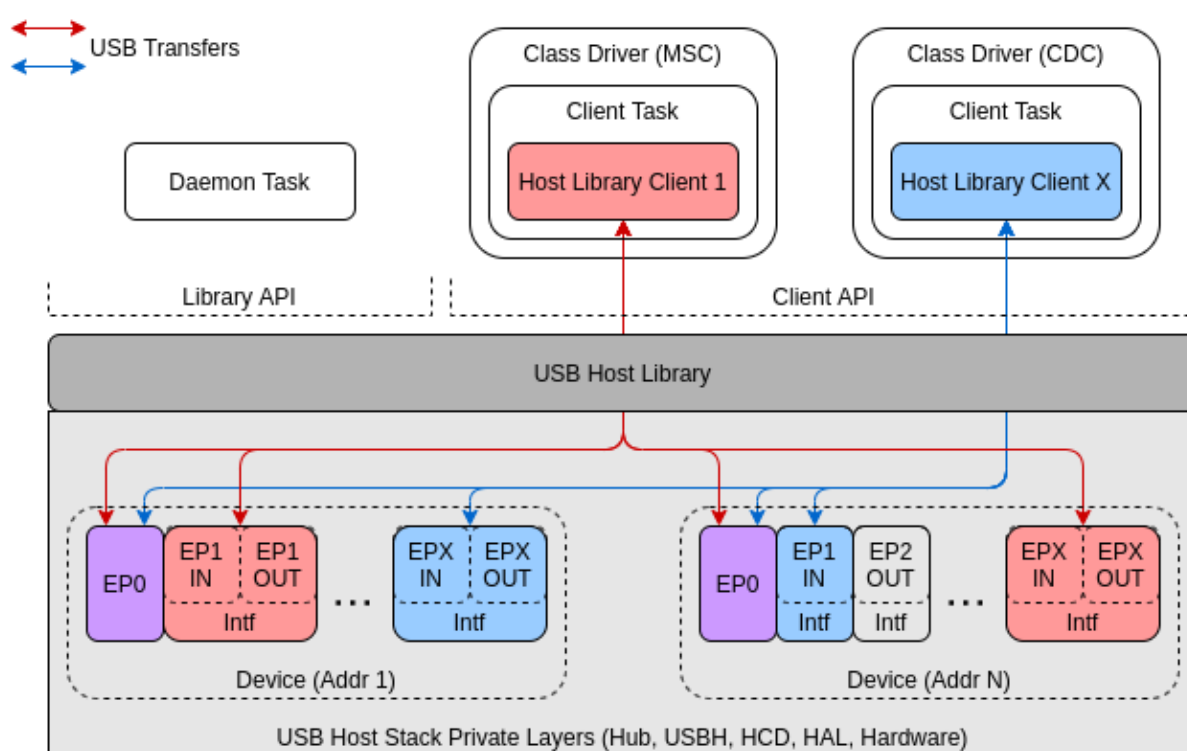 USB Transfers
Class Driver (MSC)
Class Driver (CDC)
Client Task
Client Task
Daemon Task
Host Library Client 1
Host Library Client X
Library API
Client API
USB Host Library
EP0
EP1
IN
EP1
OUT
Intf
...
EPX
IN
EPX
OUT
Intf
Device (Addr 1)
EP0
EP1
IN
Intf
EP2
OUT
Intf
...
EPX
IN
EPX
OUT
Intf
Device (Addr N)
USB Host Stack Private Layers (Hub, USBH, HCD, HAL, Hardware)